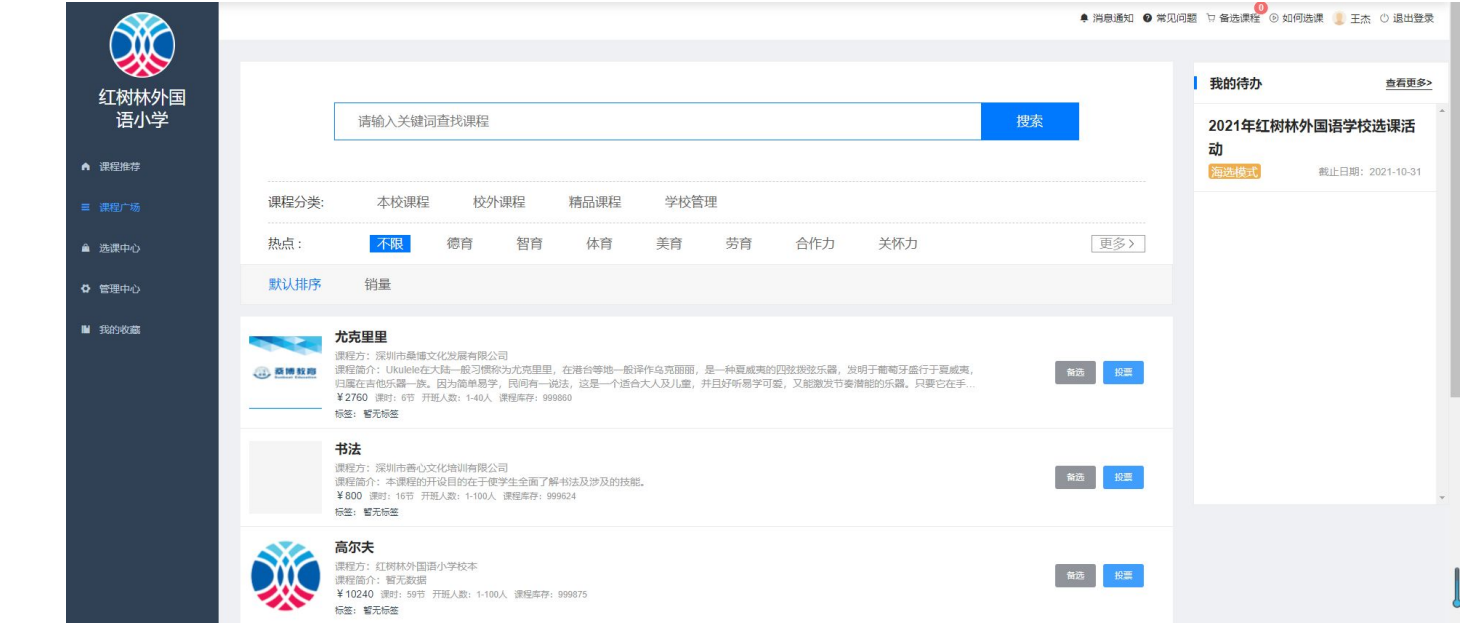 消息通知 常见问题 备选课程 0 如何选课 王杰 退出登录
红树林外国
语小学
课程推荐
课程广场
选课中心
管理中心
我的收藏
请输入关键词查找课程 搜索
课程分类: 本校课程 校外课程 精品课程 学校管理
热点: 不限 德育 智育 体育 美育 劳育 合作力 关怀力 更多>
默认排序 销量
尤克里里
课程方：深圳市桑博文化发展有限公司
课程简介：Ukulele在大陆一般习惯称为尤克里里，在港台等地一般译作乌克丽丽，是一种夏威夷的四弦拨弦乐器，发明于葡萄牙盛行于夏威夷，
归属在吉他乐器一族。因为简单易学，民间有一说法，这是一个适合大人及儿童，并且好听易学可爱，又能激发节奏潜能的乐器。只要它在手...
¥2760 课时：6节 开班人数：1-40人 课程库存：999860
标签：暂无标签
桑博教育
备选 投票
书法
课程方：深圳市善心文化培训有限公司
课程简介：本课程的开设目的在于使学生全面了解书法及涉及的技能。
¥800 课时：16节 开班人数：1-100人 课程库存：999624
标签：暂无标签
备选 投票
高尔夫
课程方：红树林外国语小学校本
课程简介：暂无数据
¥10240 课时：59节 开班人数：1-100人 课程库存：999875
标签：暂无标签
备选 投票
我的待办 查看更多>
2021年红树林外国语学校选课活
动
海选模式 截止日期：2021-10-31